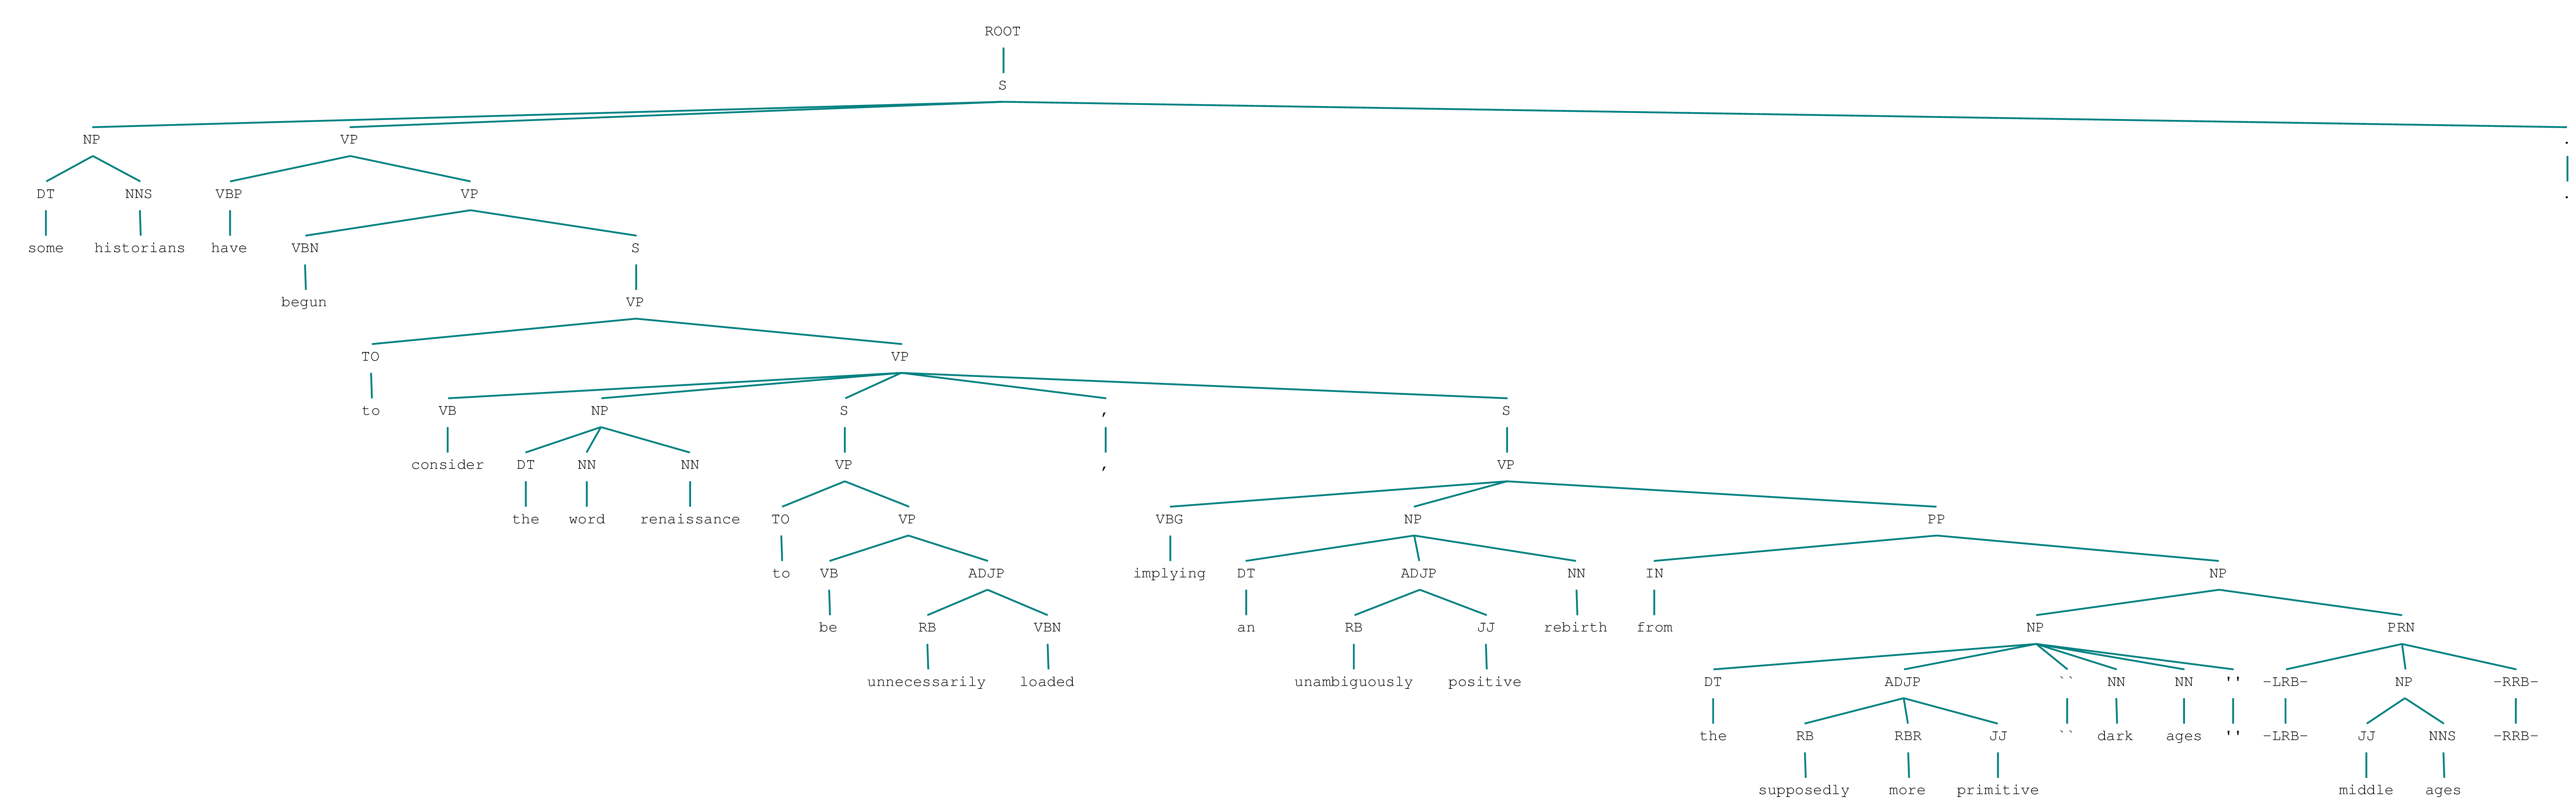 ROOT
S
NP VP .
DT NNS VBP VP .
some historians have VBN S
begun VP
TO VP
to VB NP S , S
consider DT NN NN VP , VP
the word renaissance TO VP VBG NP PP
to VB ADJP implying DT ADJP NN IN NP
be RB VBN an RB JJ rebirth from NP PRN
unnecessarily loaded unambiguously positive DT ADJP `` NN NN '' -LRB- NP -RRB-
the RB RBR JJ `` dark ages '' -LRB- JJ NNS -RRB-
supposedly more primitive middle ages